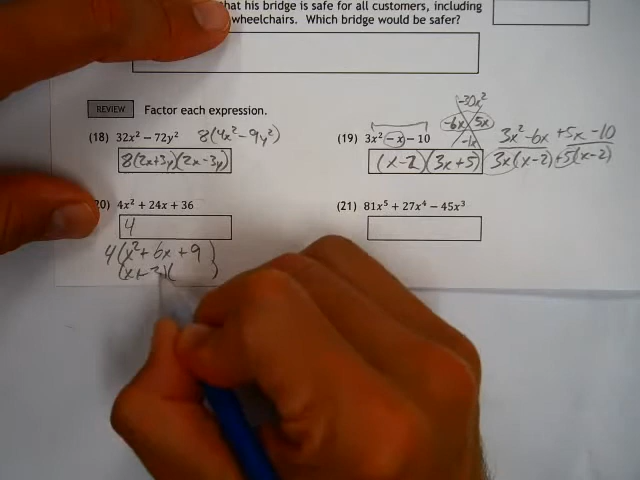 hat his bridge is safe for all customers, including
wheelchairs. Which bridge would be safer?
REVIEW Factor each expression.
(18) 32x² − 72y² 8(4x² − 9y²)
8(2x+3y)(2x−3y)
(19) 3x² − x − 10
−30x²
−6x 5x
−1x
3x² − 6x + 5x − 10
(x−2)(3x+5)
3x(x−2)+5(x−2)
20) 4x² + 24x + 36
4
4(x² + 6x + 9)
(x+3)( )
(21) 81x⁵ + 27x⁴ − 45x³